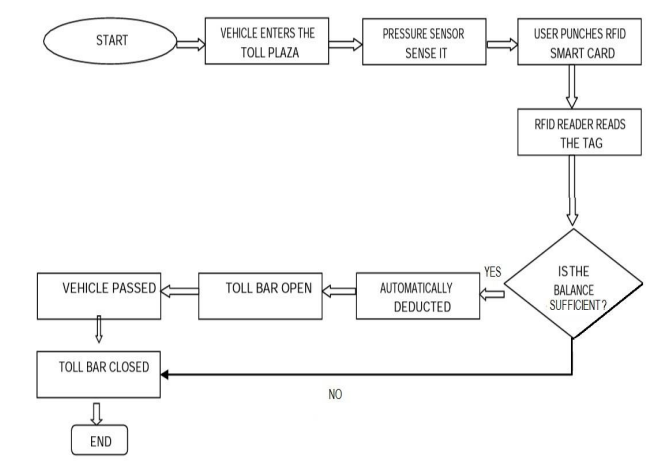 START
VEHICLE ENTERS THE
TOLL PLAZA
PRESSURE SENSOR
SENSE IT
USER PUNCHES RFID
SMART CARD
RFID READER READS
THE TAG
IS THE
BALANCE
SUFFICIENT?
YES
AUTOMATICALLY
DEDUCTED
TOLL BAR OPEN
VEHICLE PASSED
NO
TOLL BAR CLOSED
END